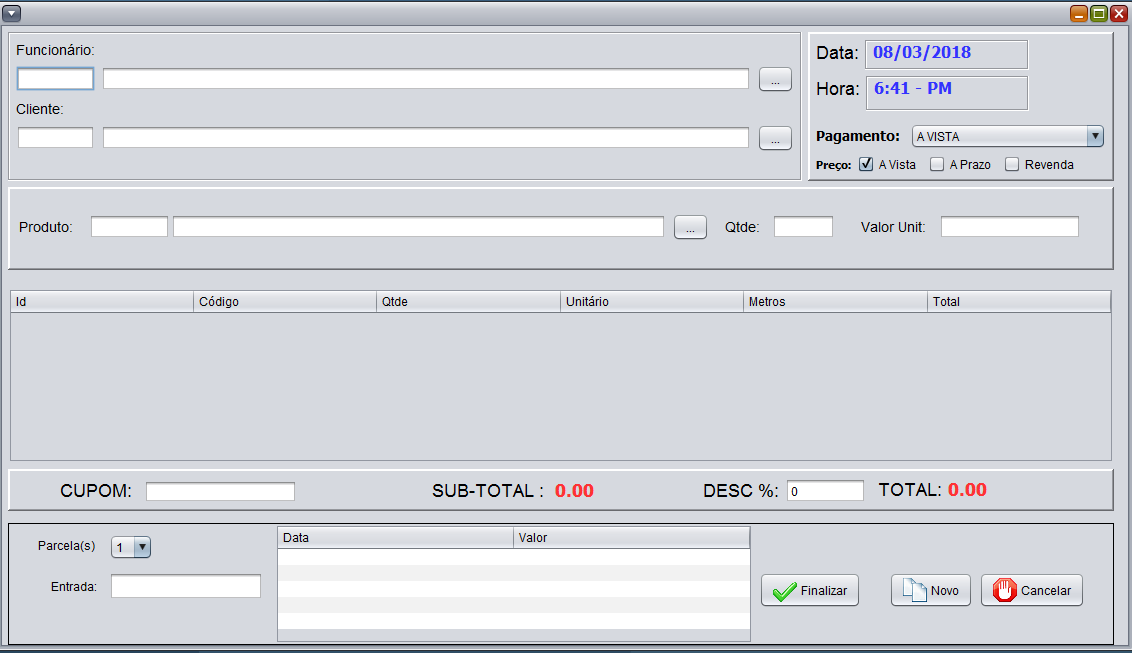 Funcionário:
...
Cliente:
...
Data: 08/03/2018
Hora: 6:41 - PM
Pagamento: A VISTA
Preço: A Vista A Prazo Revenda
Produto: ... Qtde: Valor Unit:
Id Código Qtde Unitário Metros Total
CUPOM: SUB-TOTAL : 0.00 DESC %: 0 TOTAL: 0.00
Parcela(s) 1
Entrada:
Data Valor
Finalizar Novo Cancelar